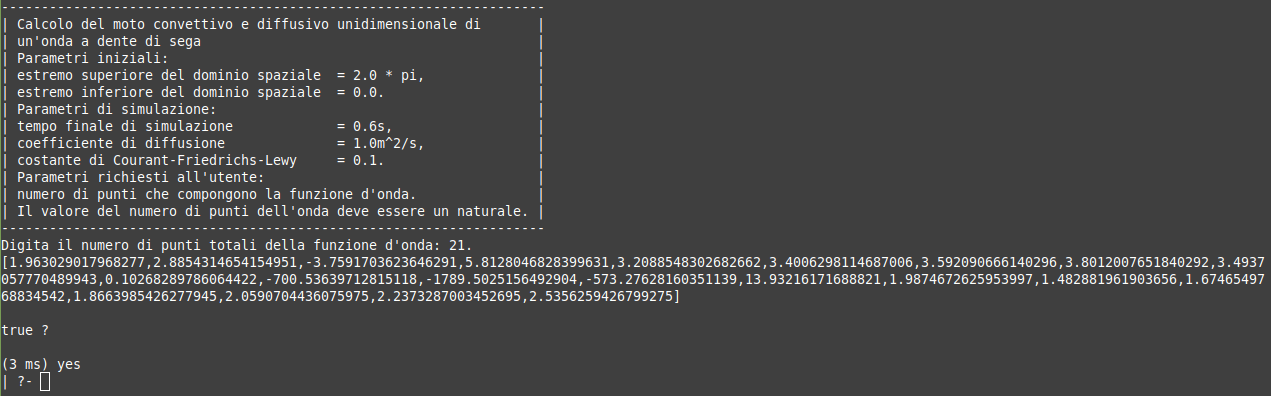 -------------------------------------------------------------------
| Calcolo del moto convettivo e diffusivo unidimensionale di       |
| un'onda a dente di sega                                          |
| Parametri iniziali:                                              |
| estremo superiore del dominio spaziale  = 2.0 * pi,              |
| estremo inferiore del dominio spaziale  = 0.0.                   |
| Parametri di simulazione:                                        |
| tempo finale di simulazione             = 0.6s,                  |
| coefficiente di diffusione              = 1.0m^2/s,              |
| costante di Courant-Friedrichs-Lewy     = 0.1.                   |
| Parametri richiesti all'utente:                                  |
| numero di punti che compongono la funzione d'onda.               |
| Il valore del numero di punti dell'onda deve essere un naturale. |
-------------------------------------------------------------------
Digita il numero di punti totali della funzione d'onda: 21.
[1.963029017968277,2.8854314654154951,-3.7591703623646291,5.8128046828399631,3.2088548302682662,3.4006298114687006,3.592090666140296,3.8012007651840292,3.4937
057770489943,0.10268289786064422,-700.53639712815118,-1789.5025156492904,-573.27628160351139,13.93216171688821,1.9874672625953997,1.482881961903656,1.67465497
68834542,1.8663985426277945,2.0590704436075975,2.2373287003452695,2.5356259426799275]
true ?
(3 ms) yes
| ?-